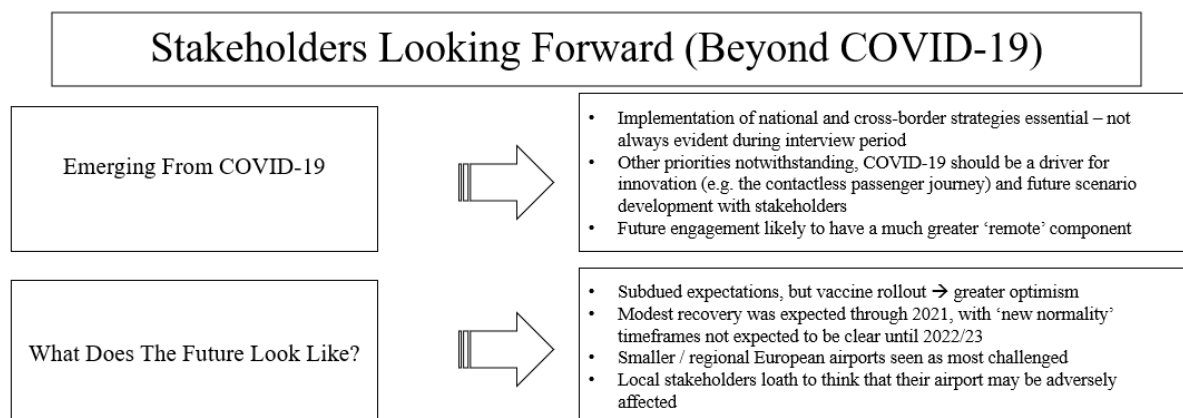 Stakeholders Looking Forward (Beyond COVID-19)
Emerging From COVID-19
• Implementation of national and cross-border strategies essential – not
always evident during interview period
• Other priorities notwithstanding, COVID-19 should be a driver for
innovation (e.g. the contactless passenger journey) and future scenario
development with stakeholders
• Future engagement likely to have a much greater ‘remote’ component
What Does The Future Look Like?
• Subdued expectations, but vaccine rollout → greater optimism
• Modest recovery was expected through 2021, with ‘new normality’
timeframes not expected to be clear until 2022/23
• Smaller / regional European airports seen as most challenged
• Local stakeholders loath to think that their airport may be adversely
affected